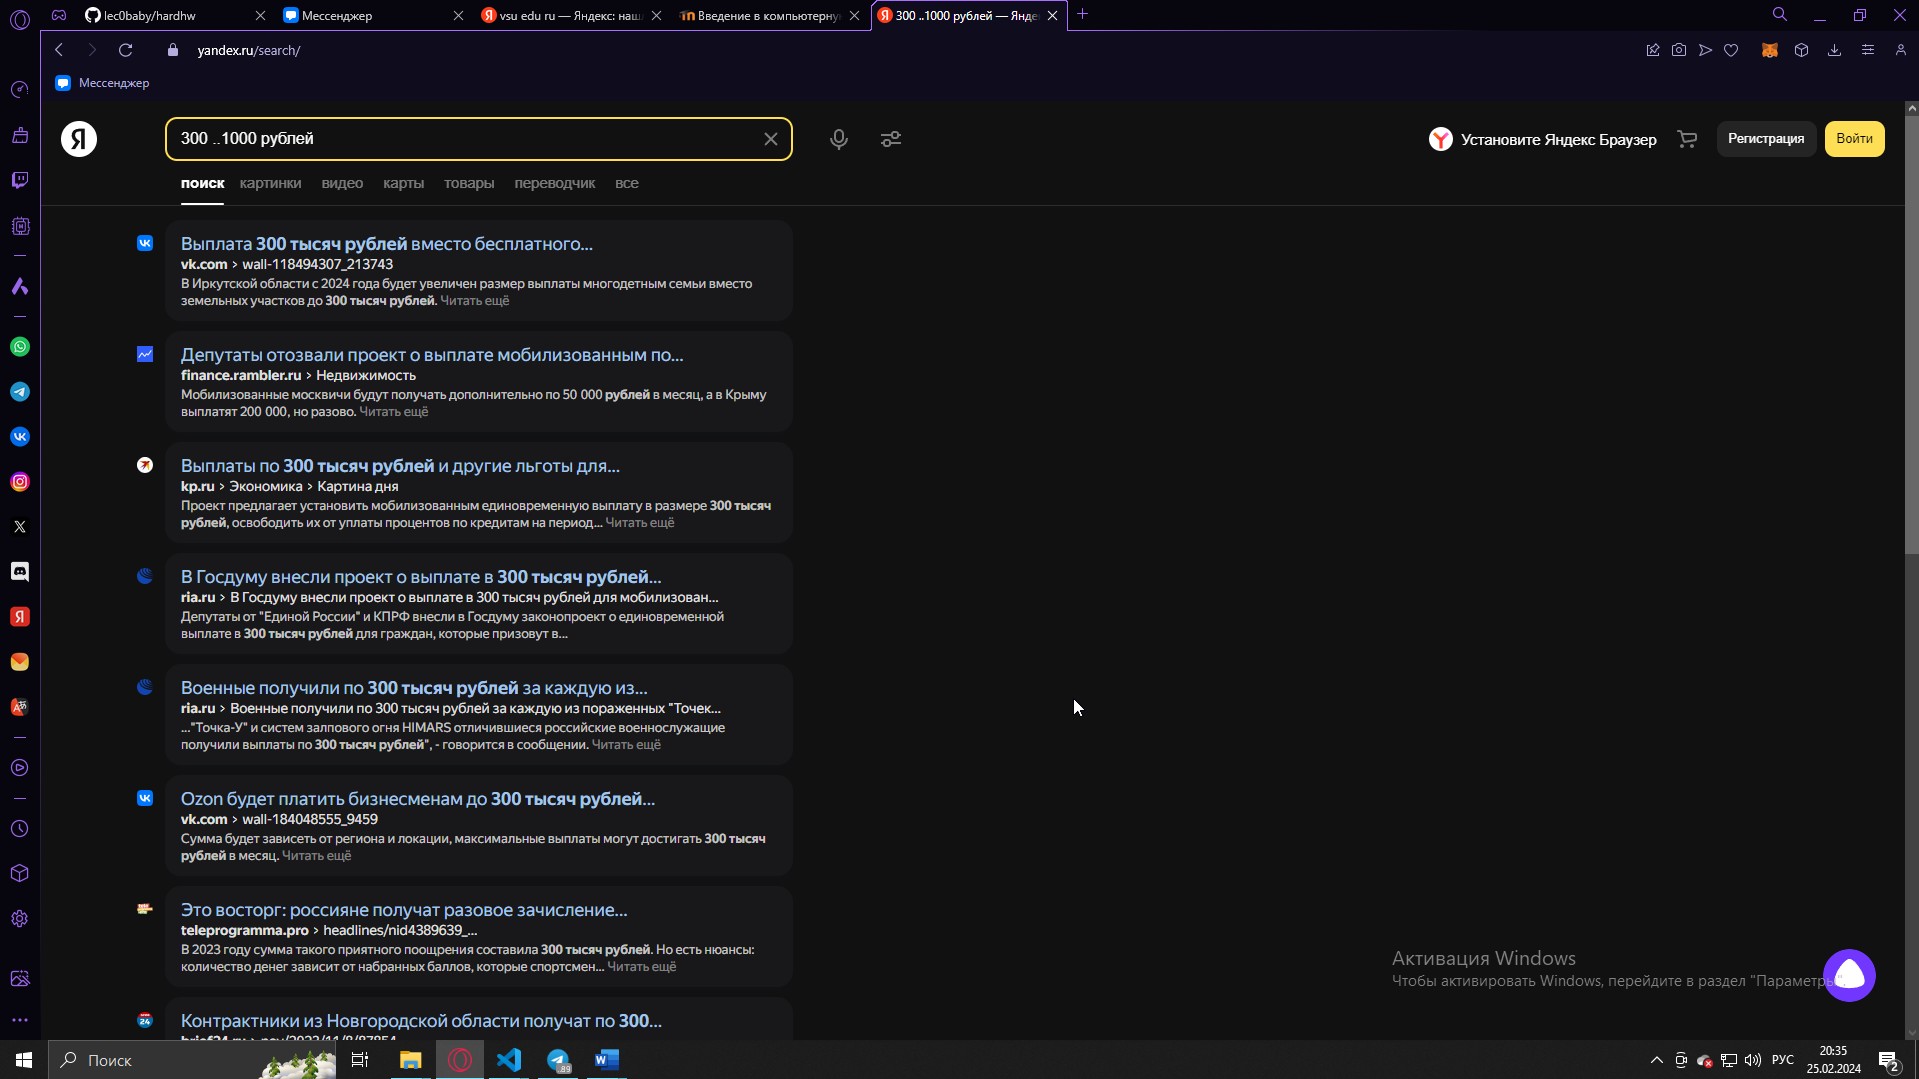 lec0baby/hardhw
Мессенджер
vsu edu ru — Яндекс: наш
Введение в компьютерну
300 ..1000 рублей — Янде
yandex.ru/search/
Мессенджер
Я
300 ..1000 рублей
Установите Яндекс Браузер
Регистрация
Войти
поиск
картинки
видео
карты
товары
переводчик
все
Выплата 300 тысяч рублей вместо бесплатного...
vk.com › wall-118494307_213743
В Иркутской области с 2024 года будет увеличен размер выплаты многодетным семьи вместо
земельных участков до 300 тысяч рублей. Читать ещё
Депутаты отозвали проект о выплате мобилизованным по...
finance.rambler.ru › Недвижимость
Мобилизованные москвичи будут получать дополнительно по 50 000 рублей в месяц, а в Крыму
выплатят 200 000, но разово. Читать ещё
Выплаты по 300 тысяч рублей и другие льготы для...
kp.ru › Экономика › Картина дня
Проект предлагает установить мобилизованным единовременную выплату в размере 300 тысяч
рублей, освободить их от уплаты процентов по кредитам на период... Читать ещё
В Госдуму внесли проект о выплате в 300 тысяч рублей...
ria.ru › В Госдуму внесли проект о выплате в 300 тысяч рублей для мобилизован...
Депутаты от "Единой России" и КПРФ внесли в Госдуму законопроект о единовременной
выплате в 300 тысяч рублей для граждан, которые призовут в...
Военные получили по 300 тысяч рублей за каждую из...
ria.ru › Военные получили по 300 тысяч рублей за каждую из пораженных "Точек...
..."Точка-У" и систем залпового огня HIMARS отличившиеся российские военнослужащие
получили выплаты по 300 тысяч рублей", - говорится в сообщении. Читать ещё
Ozon будет платить бизнесменам до 300 тысяч рублей...
vk.com › wall-184048555_9459
Сумма будет зависеть от региона и локации, максимальные выплаты могут достигать 300 тысяч
рублей в месяц. Читать ещё
Это восторг: россияне получат разовое зачисление...
teleprogramma.pro › headlines/nid4389639_...
В 2023 году сумма такого приятного поощрения составила 300 тысяч рублей. Но есть нюансы:
количество денег зависит от набранных баллов, которые спортсмен... Читать ещё
Контрактники из Новгородской области получат по 300...
Активация Windows
Чтобы активировать Windows, перейдите в раздел "Параметры
Поиск
89
РУС
20:35
25.02.2024
2